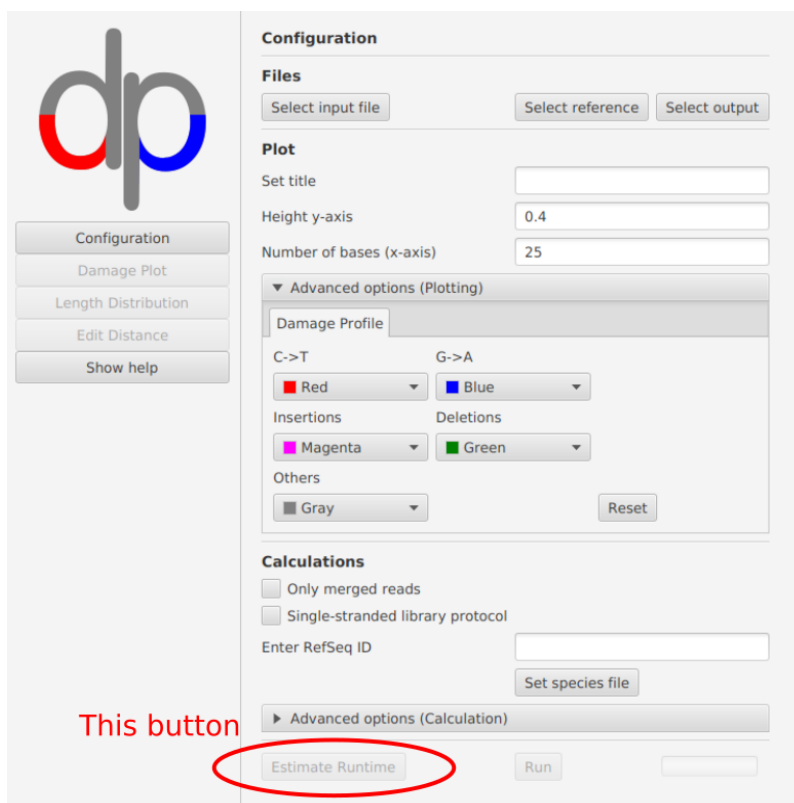 dp
Configuration
Damage Plot
Length Distribution
Edit Distance
Show help
Configuration
Files
Select input file Select reference Select output
Plot
Set title
Height y-axis 0.4
Number of bases (x-axis) 25
Advanced options (Plotting)
Damage Profile
C->T G->A
Red Blue
Insertions Deletions
Magenta Green
Others
Gray Reset
Calculations
Only merged reads
Single-stranded library protocol
Enter RefSeq ID
Set species file
Advanced options (Calculation)
This button
Estimate Runtime Run